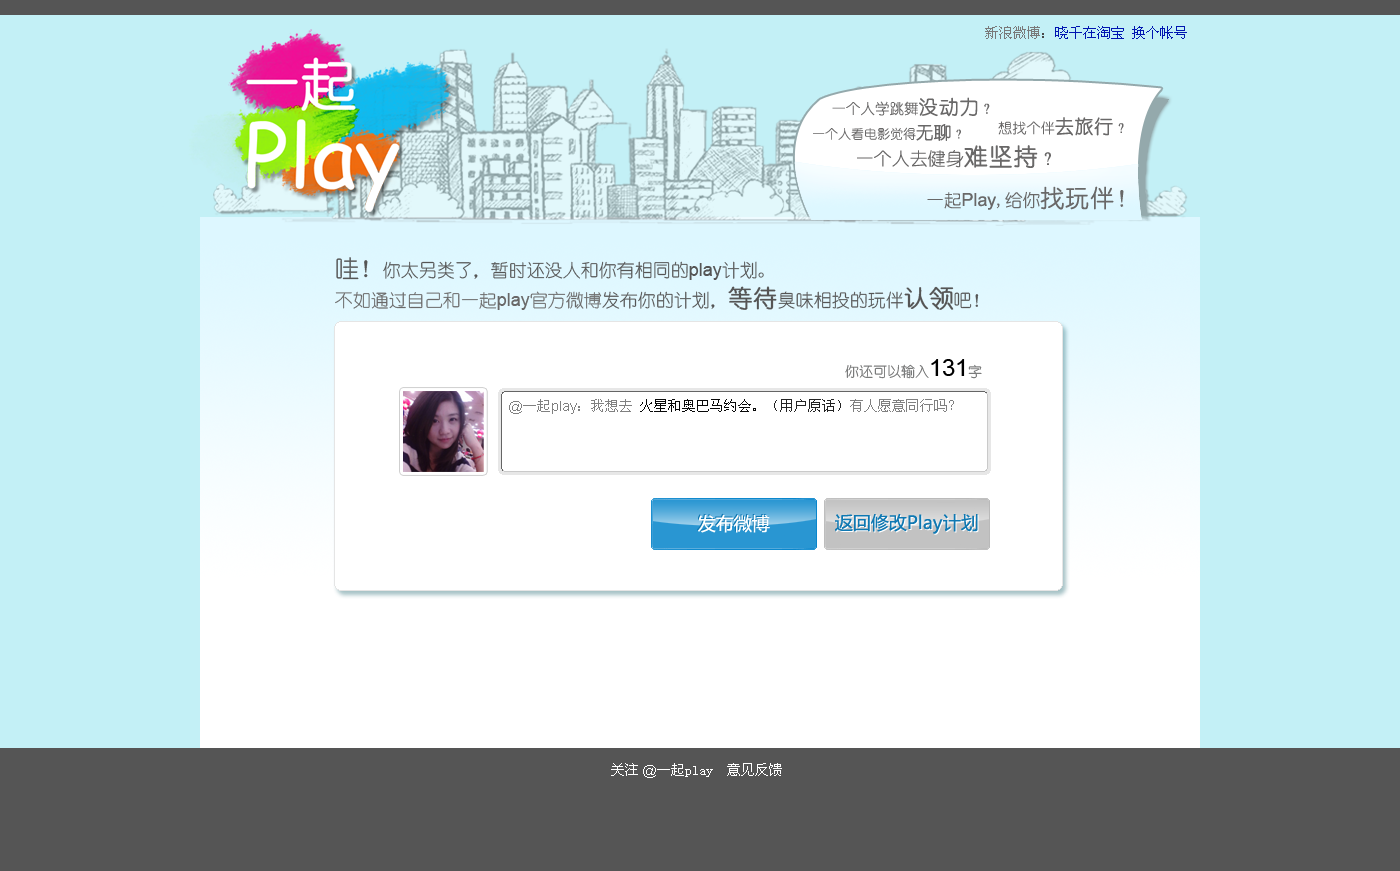 新浪微博：晓千在淘宝 换个帐号
一起
Play
一个人学跳舞没动力？
一个人看电影觉得无聊？
想找个伴去旅行？
一个人去健身难坚持？
一起Play, 给你找玩伴！
哇！你太另类了，暂时还没人和你有相同的play计划。
不如通过自己和一起play官方微博发布你的计划，等待臭味相投的玩伴认领吧！
你还可以输入131字
@一起play：我想去 火星和奥巴马约会。（用户原话）有人愿意同行吗？
发布微博
返回修改Play计划
关注 @一起play 意见反馈